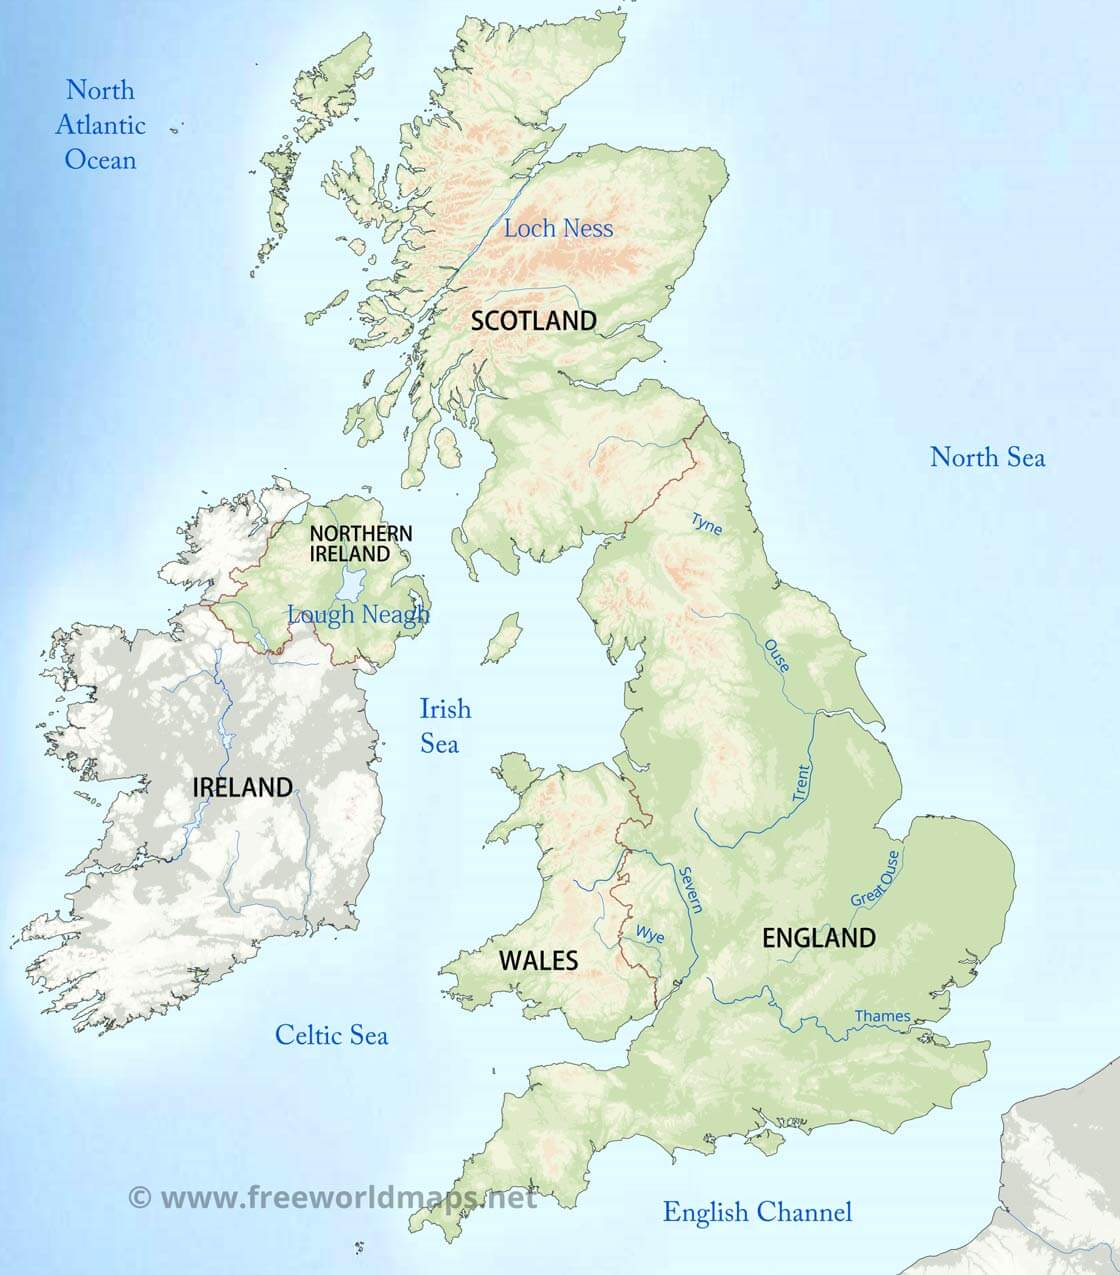 North
Atlantic
Ocean
Loch Ness
SCOTLAND
North Sea
Tyne
NORTHERN
IRELAND
Lough Neagh
Ouse
Irish
Sea
IRELAND
Trent
Great Ouse
Severn
Wye
ENGLAND
WALES
Thames
Celtic Sea
© www.freeworldmaps.net
English Channel